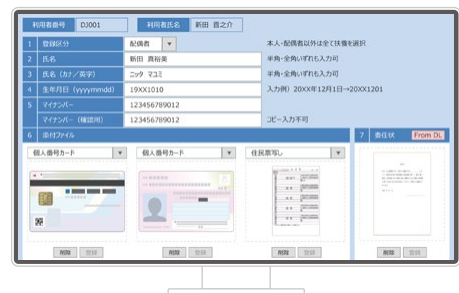 利用者番号 DJ001 利用者氏名 新田 晋之介
1 登録区分 配偶者 ▼ 本人・配偶者以外は全て扶養を選択
2 氏名 新田 真裕美 半角・全角いずれも入力可
3 氏名（カナ／英字） ニッタ マユミ 半角・全角いずれも入力可
4 生年月日（yyyymmdd） 19XX1010 入力例）20XX年12月1日→20XX1201
5 マイナンバー 123456789012
マイナンバー（確認用） 123456789012 コピー入力不可
6 添付ファイル 7 委任状 From DL
個人番号カード ▼ 個人番号カード ▼ 住民票写し ▼
削除 登録 削除 登録 削除 登録 削除 登録